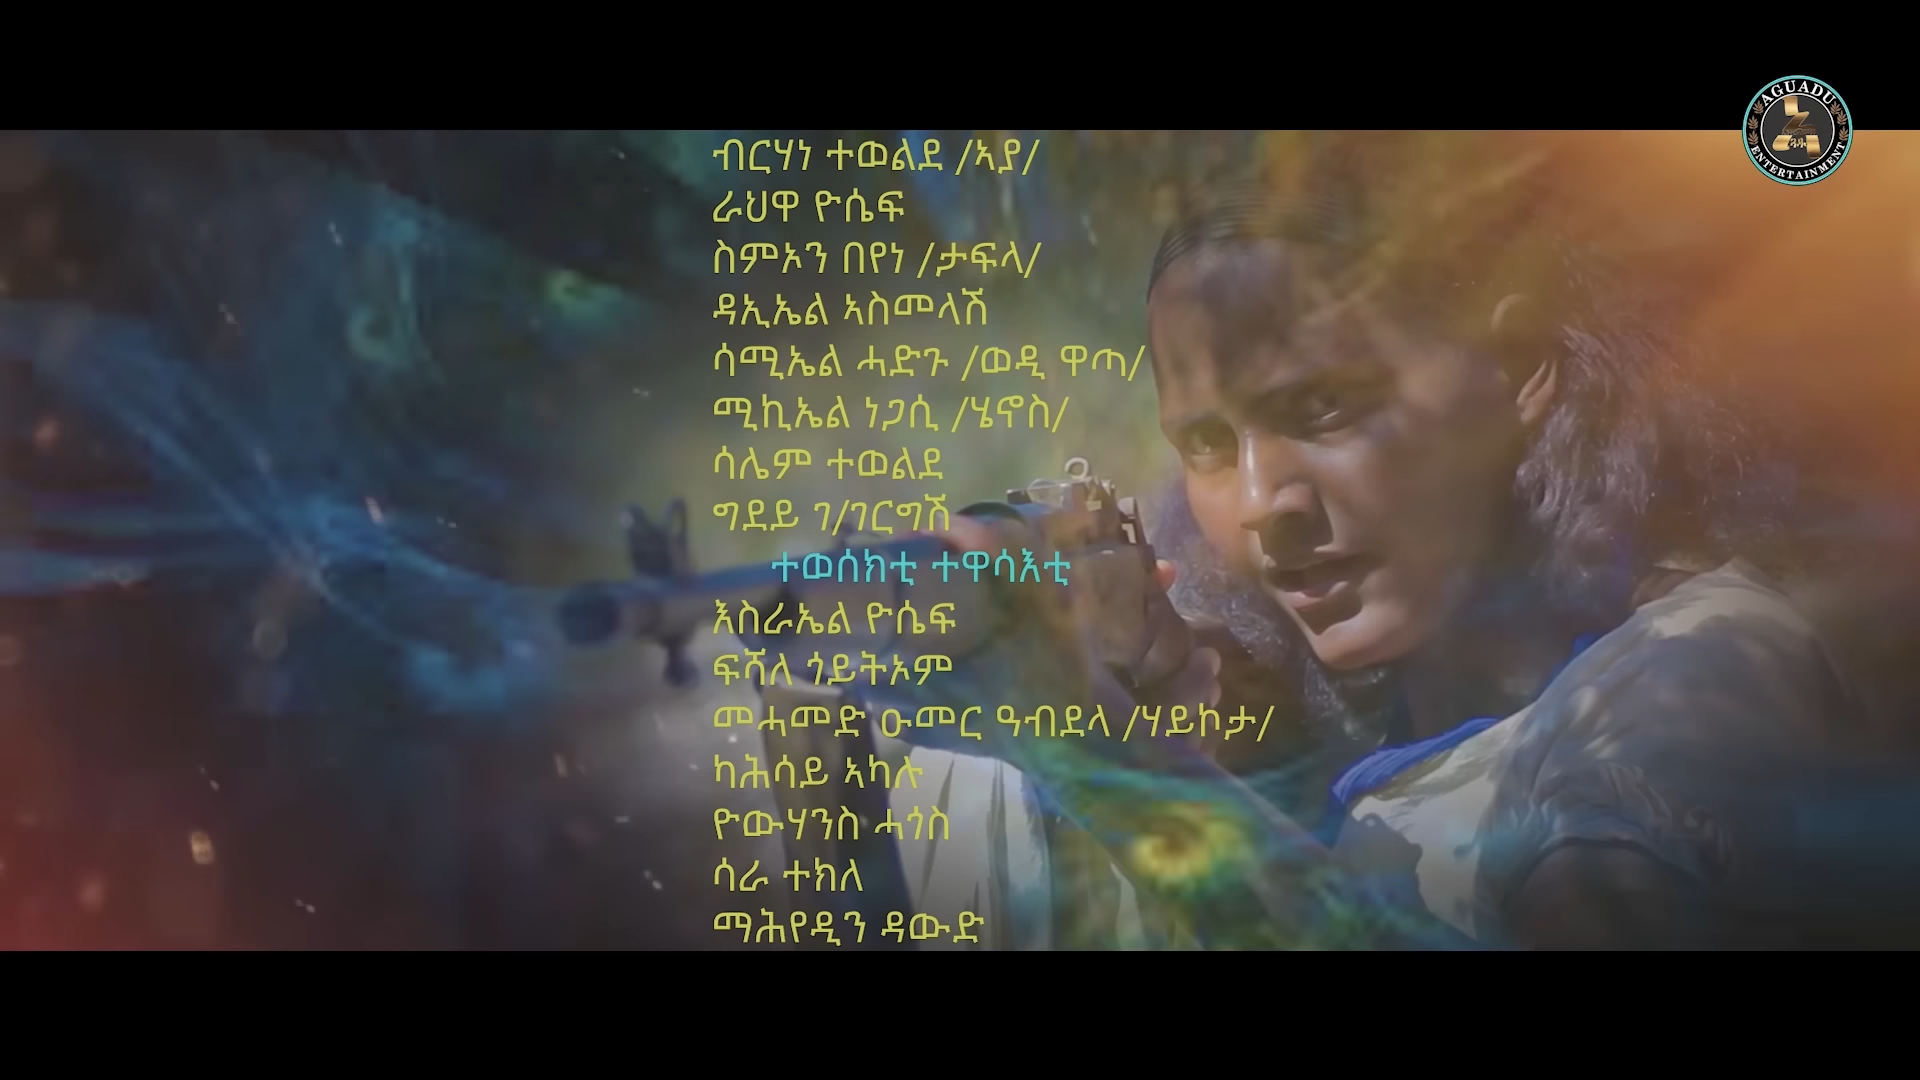 AGUADU
ENTERTAINMENT
ብርሃነ ተወልደ /ኣያ/
ራህዋ ዮሴፍ
ስምኦን በየነ /ታፍላ/
ዳኢኤል ኣስመላሽ
ሳሚኤል ሓድጉ /ወዲ ዋጣ/
ሚኪኤል ነጋሲ /ሄኖስ/
ሳሌም ተወልደ
ግደይ ገ/ገርግሽ
ተወሰክቲ ተዋሳእቲ
እስራኤል ዮሴፍ
ፍሻለ ጎይትኦም
መሓመድ ዑመር ዓብደላ /ሃይኮታ/
ካሕሳይ ኣካሉ
ዮውሃንስ ሓጎስ
ሳራ ተክለ
ማሕየዲን ዳውድ